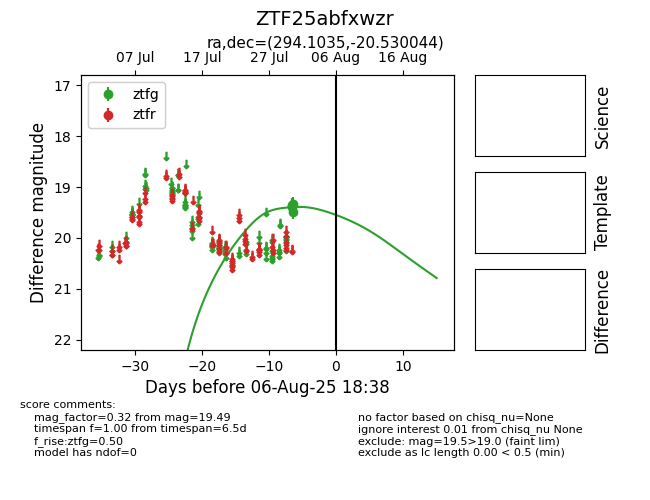 ZTF25abfxwzr
ra,dec=(294.1035,-20.530044)
07 Jul 17 Jul 27 Jul 06 Aug 16 Aug
ztfg
ztfr
17
18
19
20
21
22
Difference magnitude
−30 −20 −10 0 10
Days before 06-Aug-25 18:38
Science
Template
Difference
score comments:
mag_factor=0.32 from mag=19.49
timespan f=1.00 from timespan=6.5d
f_rise:ztfg=0.50
model has ndof=0
no factor based on chisq_nu=None
ignore interest 0.01 from chisq_nu None
exclude: mag=19.5>19.0 (faint lim)
exclude as lc length 0.00 < 0.5 (min)